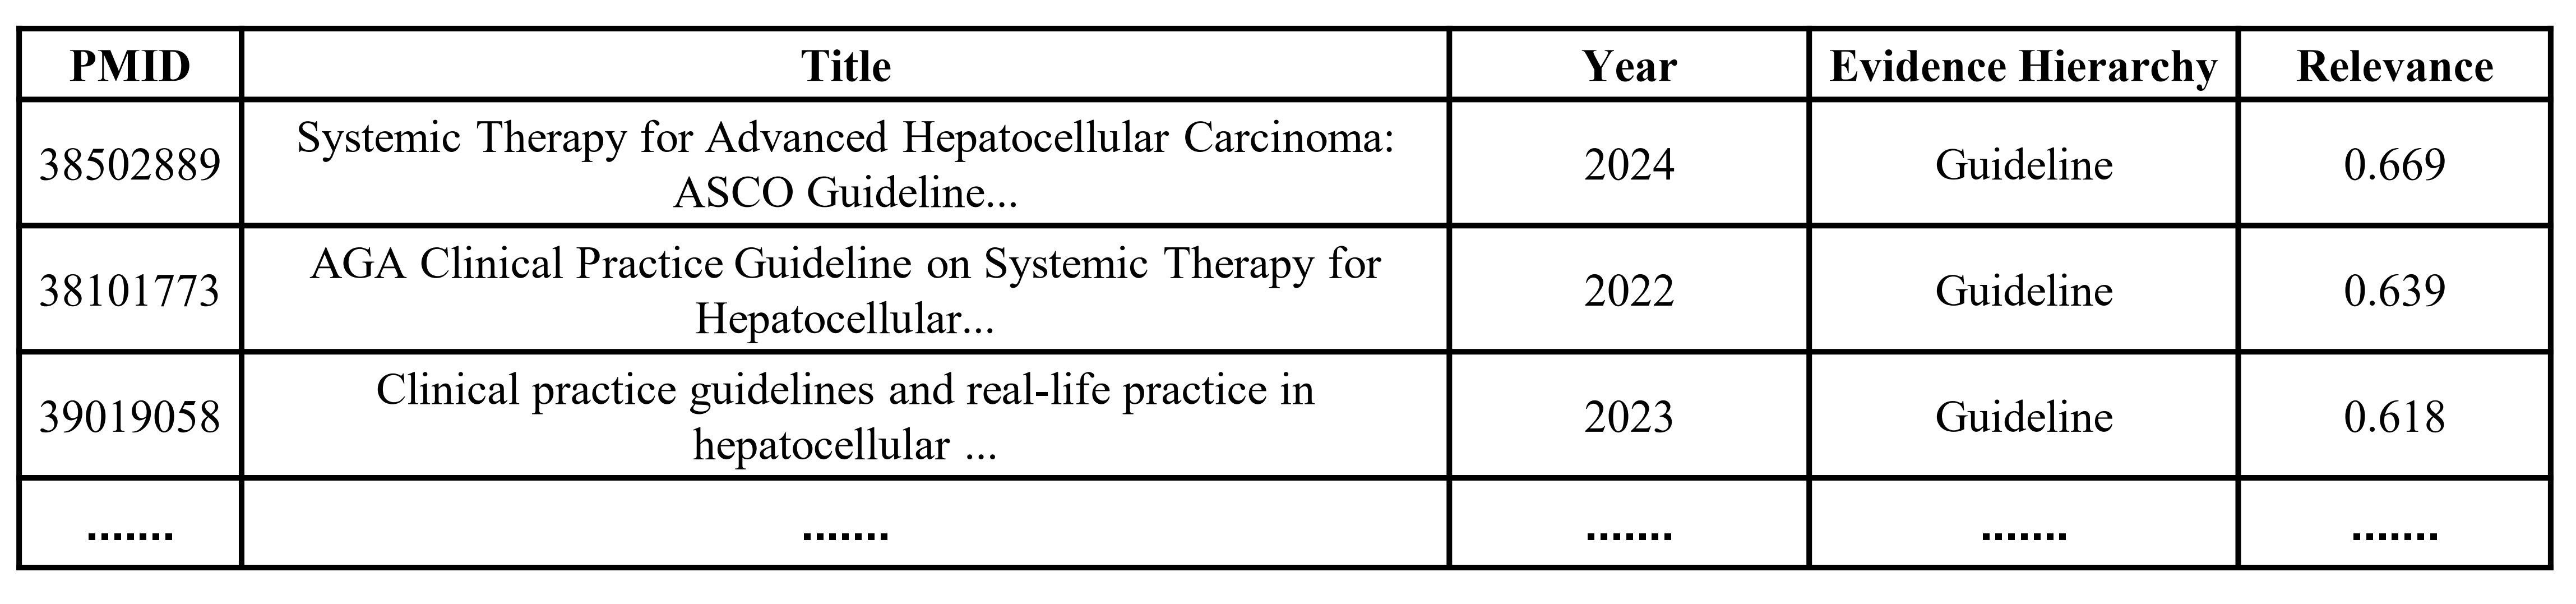 PMID Title Year Evidence Hierarchy Relevance
38502889 Systemic Therapy for Advanced Hepatocellular Carcinoma: 2024 Guideline 0.669
ASCO Guideline...
38101773 AGA Clinical Practice Guideline on Systemic Therapy for 2022 Guideline 0.639
Hepatocellular...
39019058 Clinical practice guidelines and real-life practice in 2023 Guideline 0.618
hepatocellular ...
....... ....... ....... ....... .......